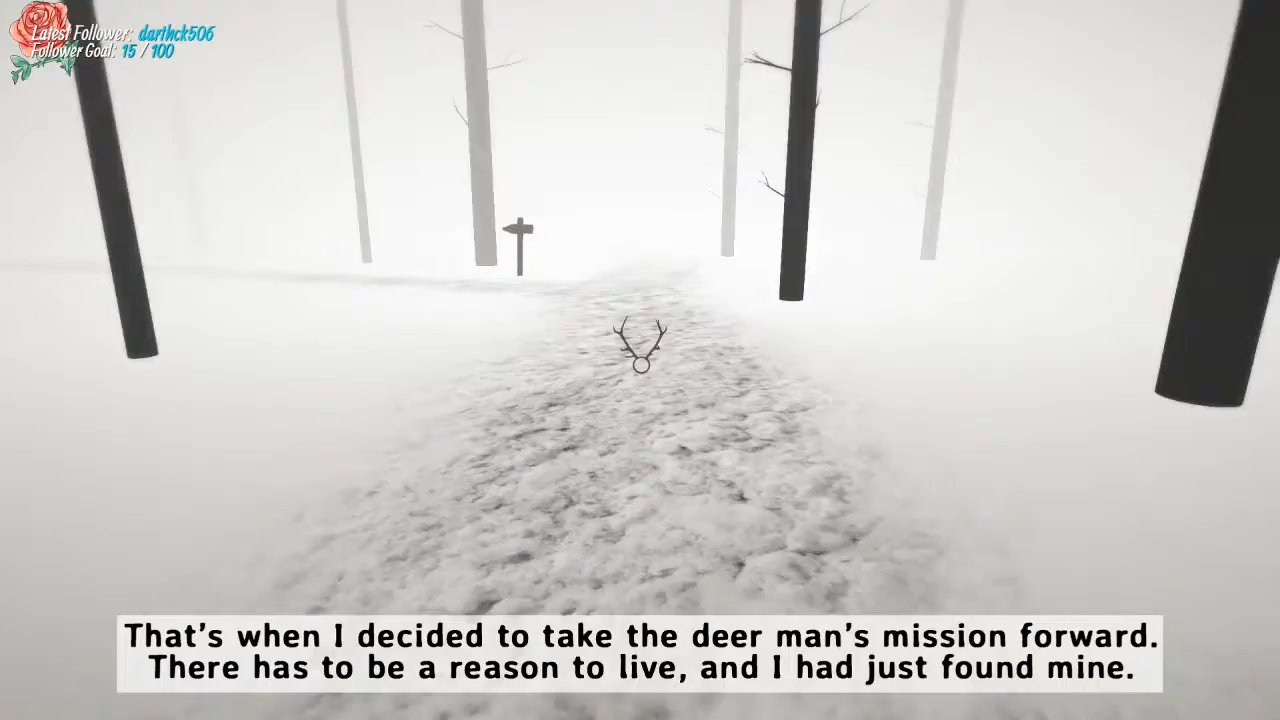 Latest Follower: darthck506
Follower Goal: 15 / 100
That's when I decided to take the deer man's mission forward.
There has to be a reason to live, and I had just found mine.